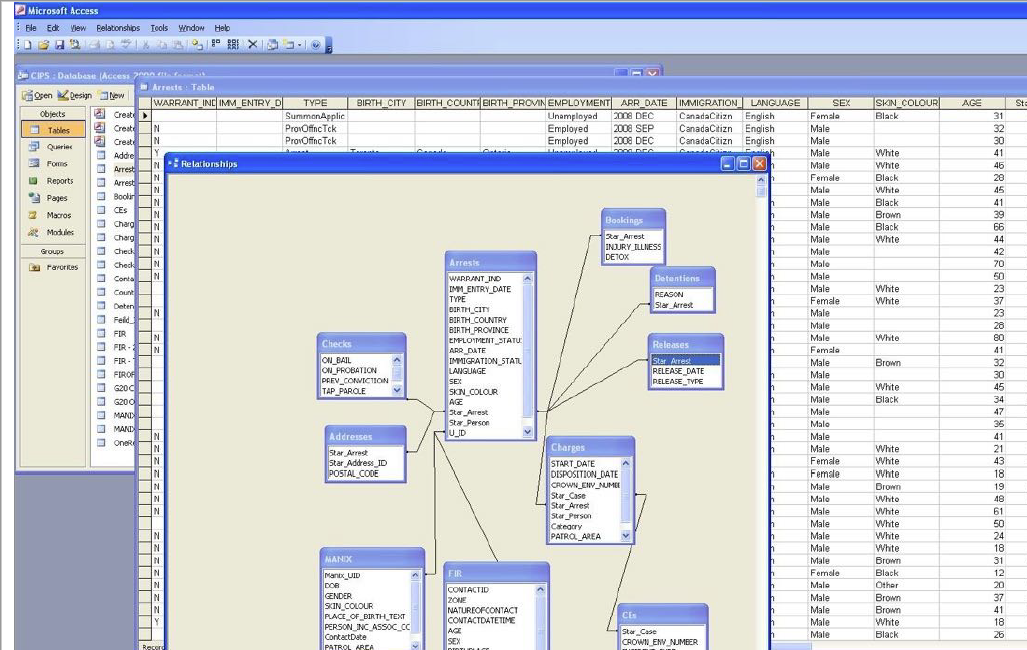 Microsoft Access
File Edit View Relationships Tools Window Help
CIPS : Database (Access 2000 file format)
Open Design New
Objects
Tables
Queries
Forms
Reports
Pages
Macros
Modules
Groups
Favorites
Create
Create
Create
Addre
Arrest
Arrest
Bookin
CEs
Charg
Charg
Check
Check
Conta
Count
Deten
Feild_
FIR
FIR -
FIR -
FIROF
G20 C
G20 C
MANIX
MANIX
OneRe
Arrests : Table
WARRANT_IND IMM_ENTRY_D TYPE BIRTH_CITY BIRTH_COUNT BIRTH_PROVIN EMPLOYMENT ARR_DATE IMMIGRATION_ LANGUAGE SEX SKIN_COLOUR AGE Sta
SummonApplic Unemployed 2008 DEC CanadaCitizn English Female Black 31
N ProvOffncTck Employed 2008 SEP CanadaCitizn English Male 32
N ProvOffncTck Employed 2008 DEC CanadaCitizn English Male 30
Y Arrest Toronto Canada Ontario Unemployed 2008 DEC CanadaCitizn English Male White 41
N Male White 46
N Female Black 28
N Male White 45
N Male Black 41
N Male Brown 39
N Male Black 66
N Male White 44
N Male 42
N Male 70
N Male 50
Male White 23
Female White 37
N Male 23
Male 28
N Male White 80
N Female 41
Male Brown 32
Male 30
Male White 45
Male Black 34
Male 47
Male 36
N Male 41
N Male White 21
N Female White 43
N Female White 18
N Male Brown 19
N Male White 48
N Male White 61
Male 50
N Male White 24
N Male White 18
N Male Brown 31
N Female Black 12
N Male Other 20
N Male Brown 37
N Male Brown 41
Y Male White 18
N Male Black 26
Record
Relationships
Bookings
Star_Arrest
INJURY_ILLNESS
DETOX
Detentions
REASON
Star_Arrest
Releases
Star_Arrest
RELEASE_DATE
RELEASE_TYPE
Arrests
WARRANT_IND
IMM_ENTRY_DATE
TYPE
BIRTH_CITY
BIRTH_COUNTRY
BIRTH_PROVINCE
EMPLOYMENT_STATU
ARR_DATE
IMMIGRATION_STATU
LANGUAGE
SEX
SKIN_COLOUR
AGE
Star_Arrest
Star_Person
U_ID
Checks
ON_BAIL
ON_PROBATION
PREV_CONVICTION
TAP_PAROLE
Addresses
Star_Arrest
Star_Address_ID
POSTAL_CODE
Charges
START_DATE
DISPOSITION_DATE
CROWN_ENV_NUMBE
Star_Case
Star_Arrest
Star_Person
Category
PATROL_AREA
MANIX
Manix_UID
DOB
GENDER
SKIN_COLOUR
PLACE_OF_BIRTH_TEXT
PERSON_INC_ASSOC_CC
ContactDate
PATROL_AREA
FIR
CONTACTID
ZONE
NATUREOFCONTACT
CONTACTDATETIME
AGE
SEX
BIRTHPLACE
CEs
Star_Case
CROWN_ENV_NUMBER